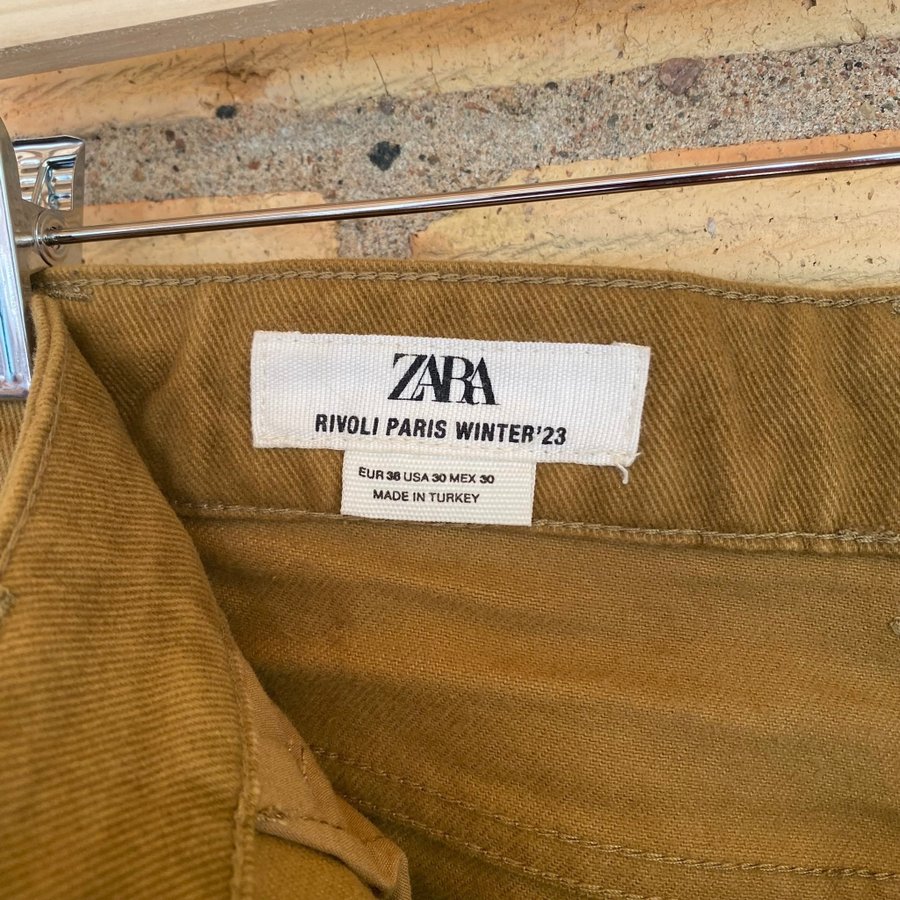 ZARA
RIVOLI PARIS WINTER'23
EUR 38 USA 30 MEX 30
MADE IN TURKEY